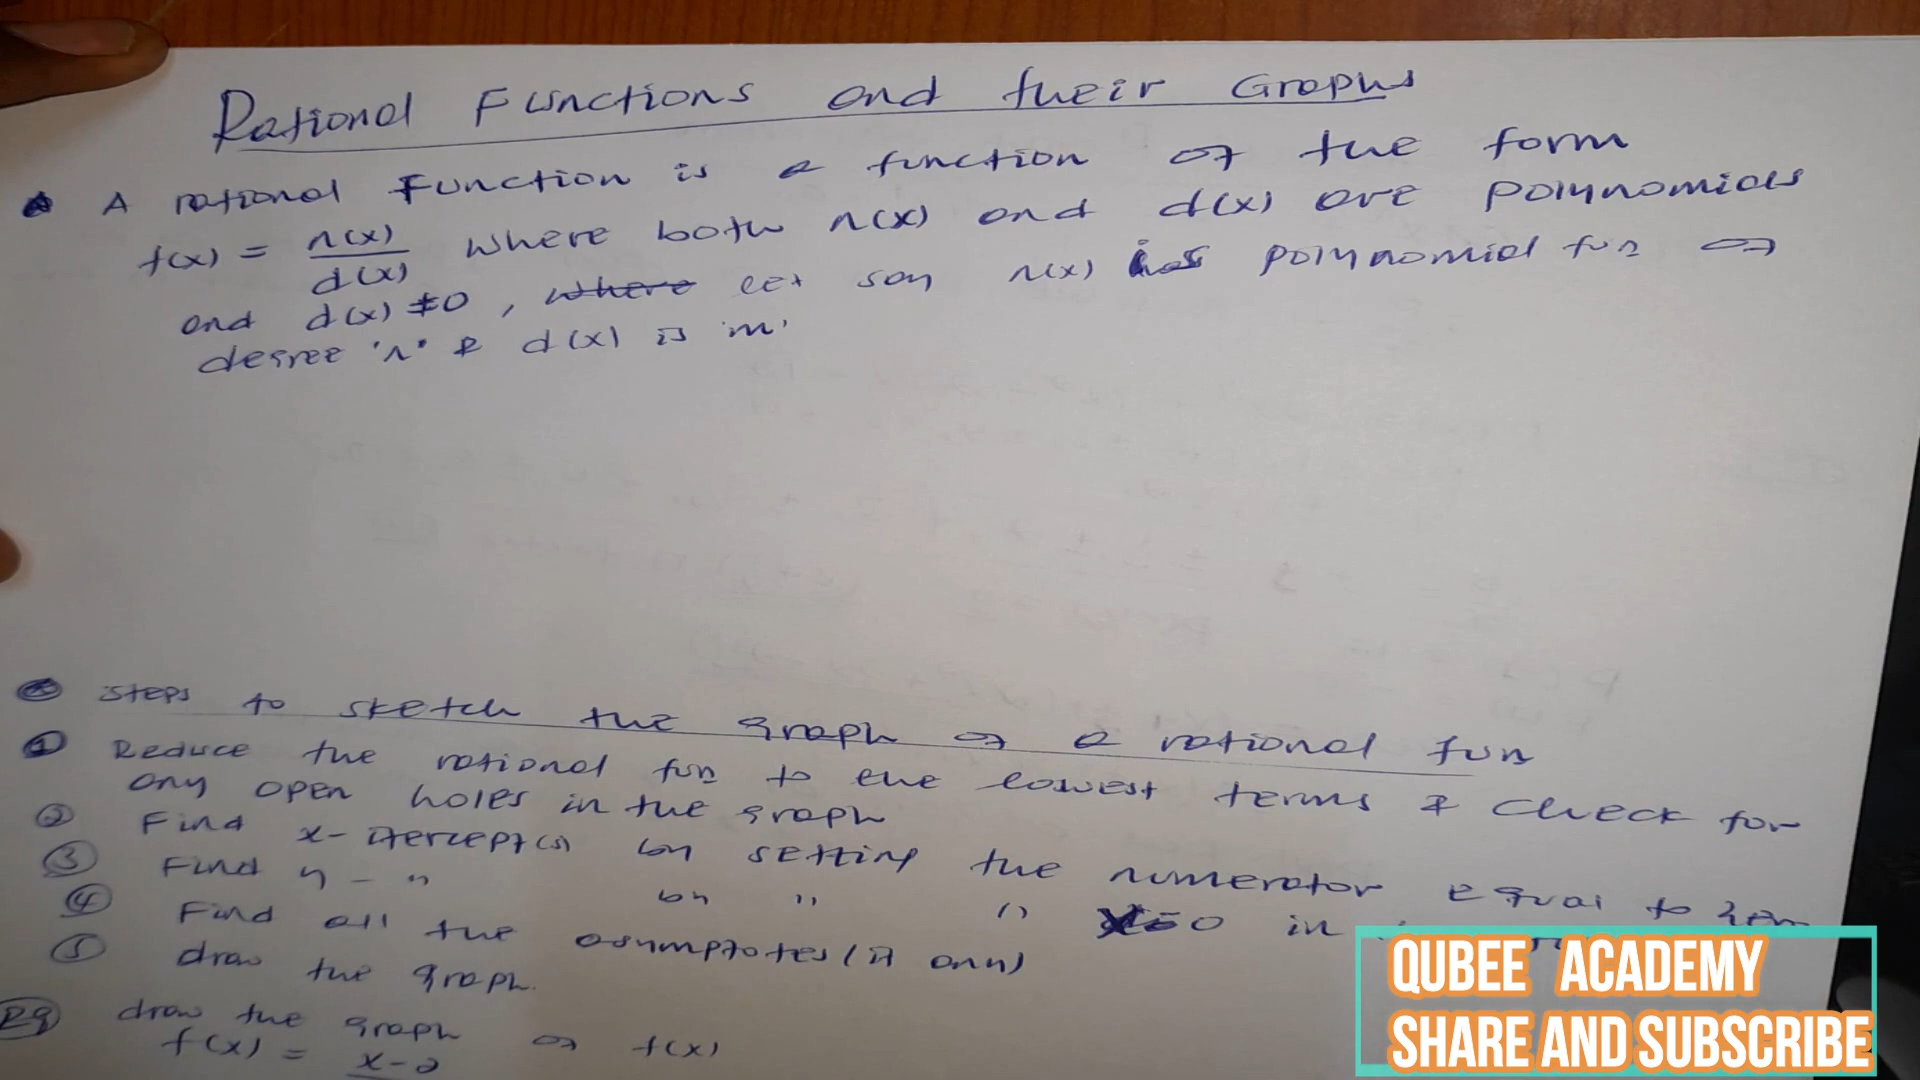 Rational Functions and their Graphs
A rational Function is a function of the form
f(x) = n(x)/d(x) where both n(x) and d(x) are polynomials
and d(x) ≠ 0, where let say n(x) has polynomial fun of
degree 'n' & d(x) is 'm'
steps to sketch the graph of a rational fun
① Reduce the rational fun to the lowest terms & check for
any open holes in the graph
② Find x-itercept(s) by setting the numerator equal to zero
③ Find y - " by " " x=0 in
④ Find all the asymptotes (if any)
⑤ draw the graph.
Eg draw the graph of f(x)
f(x) = x-2
QUBEE ACADEMY
SHARE AND SUBSCRIBE